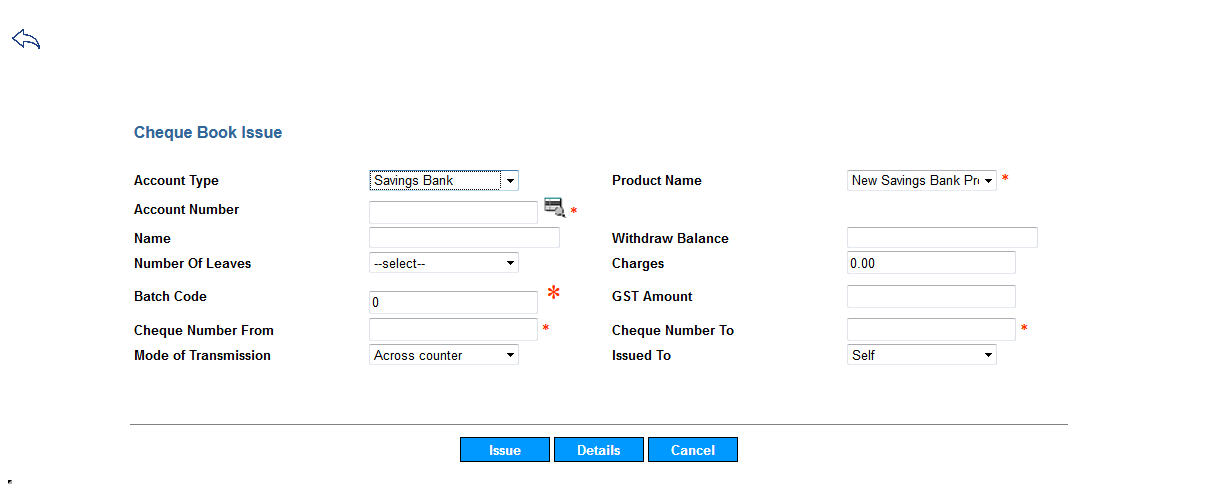 Cheque Book Issue
Account Type Savings Bank Product Name New Savings Bank Pr *
Account Number *
Name Withdraw Balance
Number Of Leaves --select-- Charges 0.00
Batch Code 0 * GST Amount
Cheque Number From * Cheque Number To *
Mode of Transmission Across counter Issued To Self
Issue Details Cancel